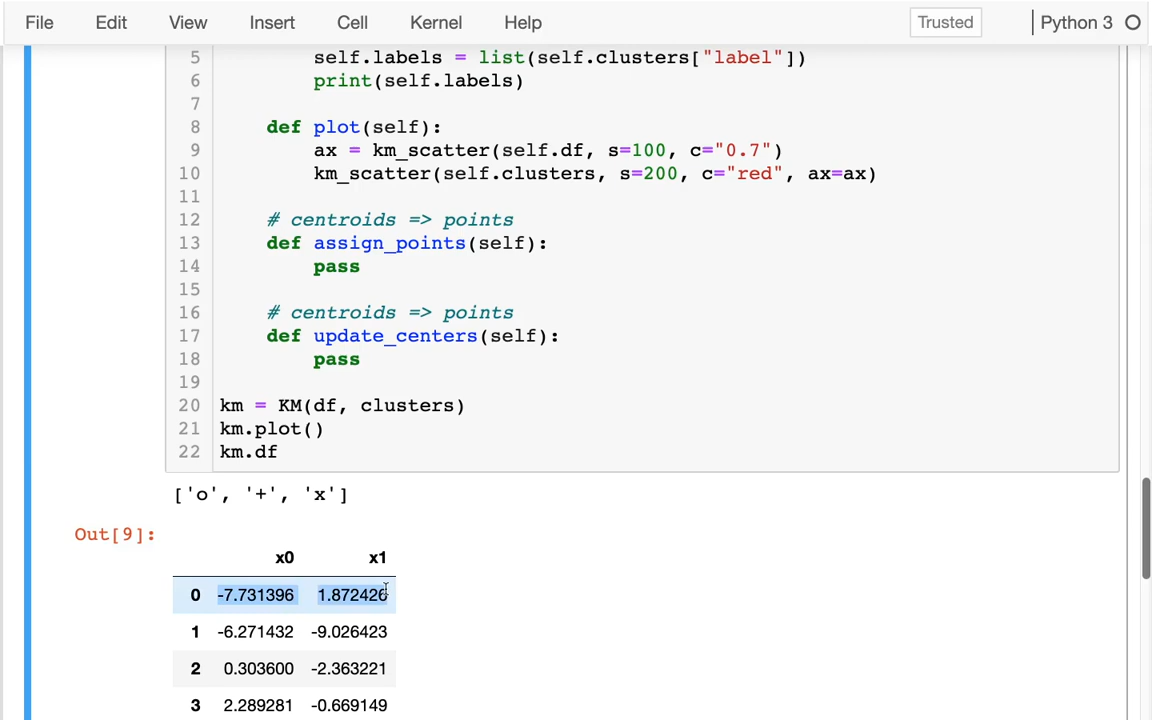 File Edit View Insert Cell Kernel Help Trusted Python 3
5 self.labels = list(self.clusters["label"])
6 print(self.labels)
7
8 def plot(self):
9 ax = km_scatter(self.df, s=100, c="0.7")
10 km_scatter(self.clusters, s=200, c="red", ax=ax)
11
12 # centroids => points
13 def assign_points(self):
14 pass
15
16 # centroids => points
17 def update_centers(self):
18 pass
19
20 km = KM(df, clusters)
21 km.plot()
22 km.df
['o', '+', 'x']
Out[9]:
x0 x1
0 -7.731396 1.872426
1 -6.271432 -9.026423
2 0.303600 -2.363221
3 2.289281 -0.669149